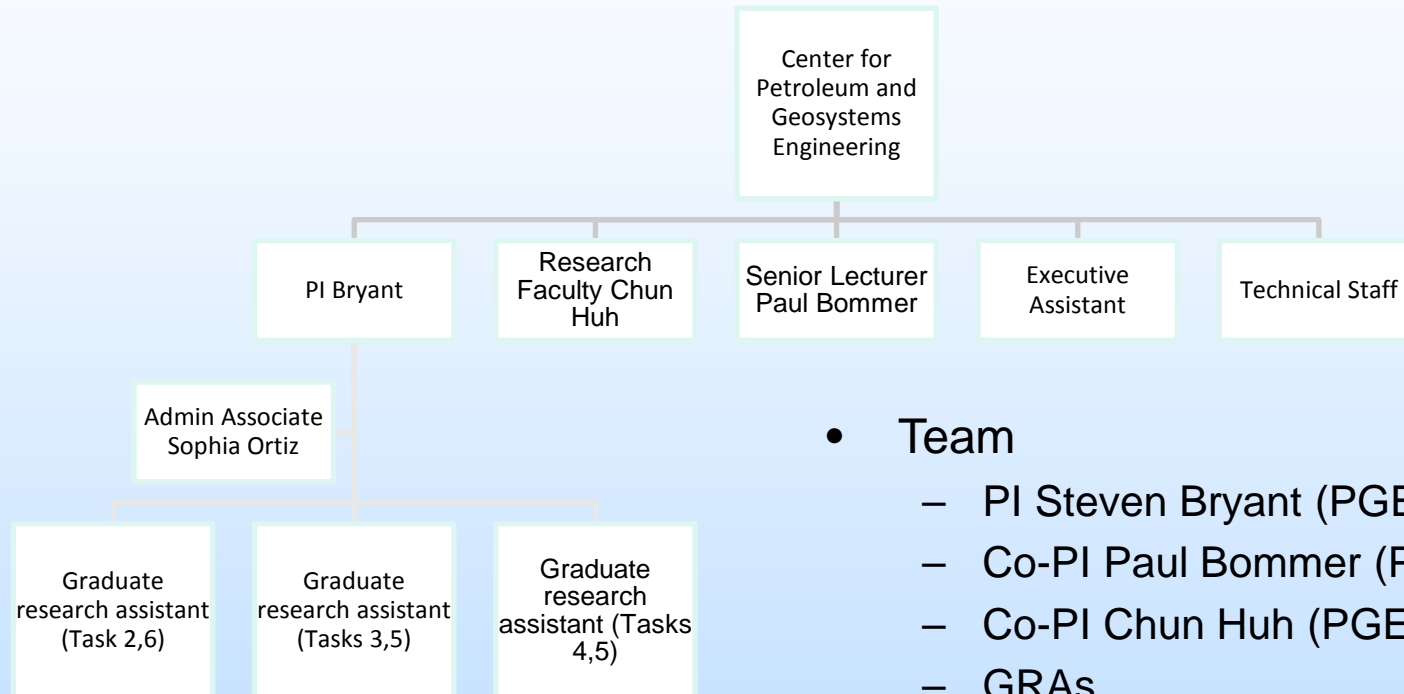 Center for
Petroleum and
Geosystems
Engineering
PI Bryant
Research
Faculty Chun
Huh
Senior Lecturer
Paul Bommer
Executive
Assistant
Technical Staff
Admin Associate
Sophia Ortiz
Graduate
research assistant
(Task 2,6)
Graduate
research assistant
(Tasks 3,5)
Graduate
research
assistant (Tasks
4,5)
• Team
– PI Steven Bryant (PGE
– Co-PI Paul Bommer (P
– Co-PI Chun Huh (PGE
– GRAs